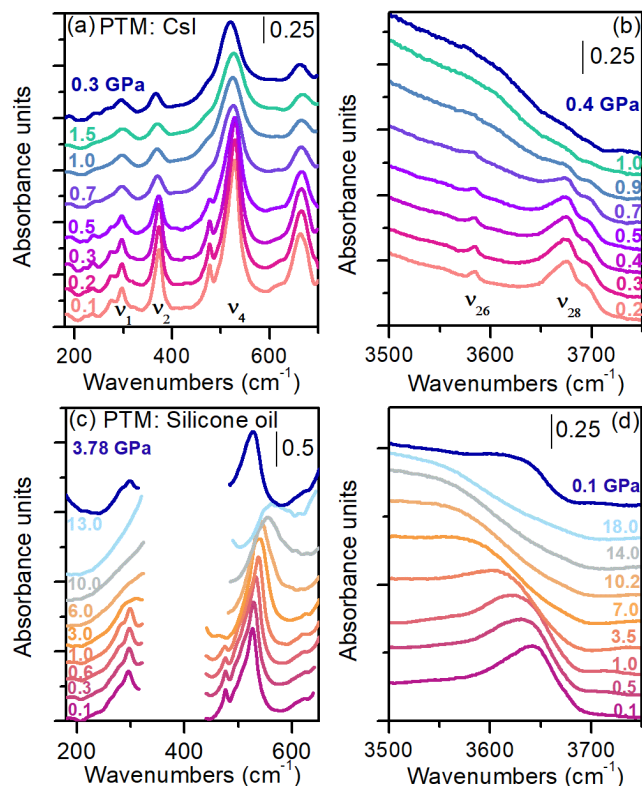 (a) PTM: CsI
0.25
0.3 GPa
1.5
1.0
0.7
0.5
0.3
0.2
0.1
ν1
ν2
ν4
Absorbance units
200
400
600
Wavenumbers (cm-1)
(b)
0.25
0.4 GPa
1.0
0.9
0.7
0.5
0.4
0.3
0.2
ν26
ν28
Absorbance units
3500
3600
3700
Wavenumbers (cm-1)
(c) PTM: Silicone oil
3.78 GPa
0.5
13.0
10.0
6.0
3.0
1.0
0.6
0.3
0.1
Absorbance units
200
400
600
Wavenumbers (cm-1)
(d)
0.25
0.1 GPa
18.0
14.0
10.2
7.0
3.5
1.0
0.5
0.1
Absorbance units
3500
3600
3700
Wavenumbers (cm-1)